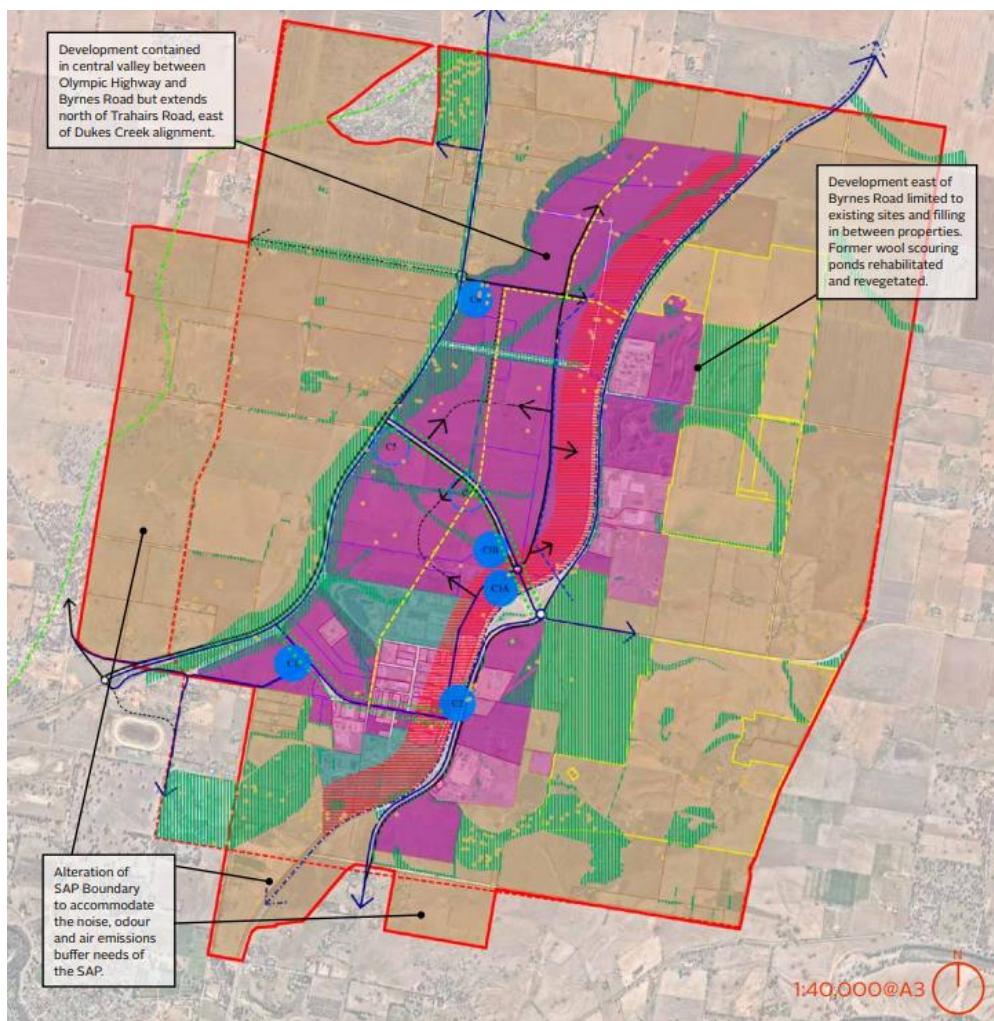 Development contained
in central valley between
Olympic Highway and
Byrnes Road but extends
north of Trahairs Road, east
of Dukes Creek alignment.
Development east of
Byrnes Road limited to
existing sites and filling
in between properties.
Former wool scouring
ponds rehabilitated
and revegetated.
C4
C5
C1B
C1A
C2
Alteration of
SAP Boundary
to accommodate
the noise, odour
and air emissions
buffer needs of
the SAP.
N
1:40,000@A3